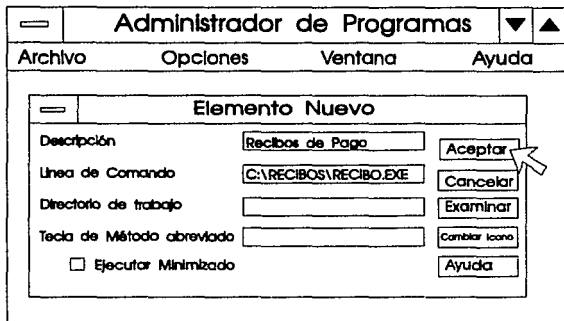 Administrador de Programas
Archivo Opciones Ventana Ayuda
Elemento Nuevo
Descripción Recibos de Pago Aceptar
Línea de Comando C:\RECIBOS\RECIBO.EXE Cancelar
Directorio de trabajo Examinar
Tecla de Método abreviado Cambiar Icono
Ejecutar Minimizado Ayuda